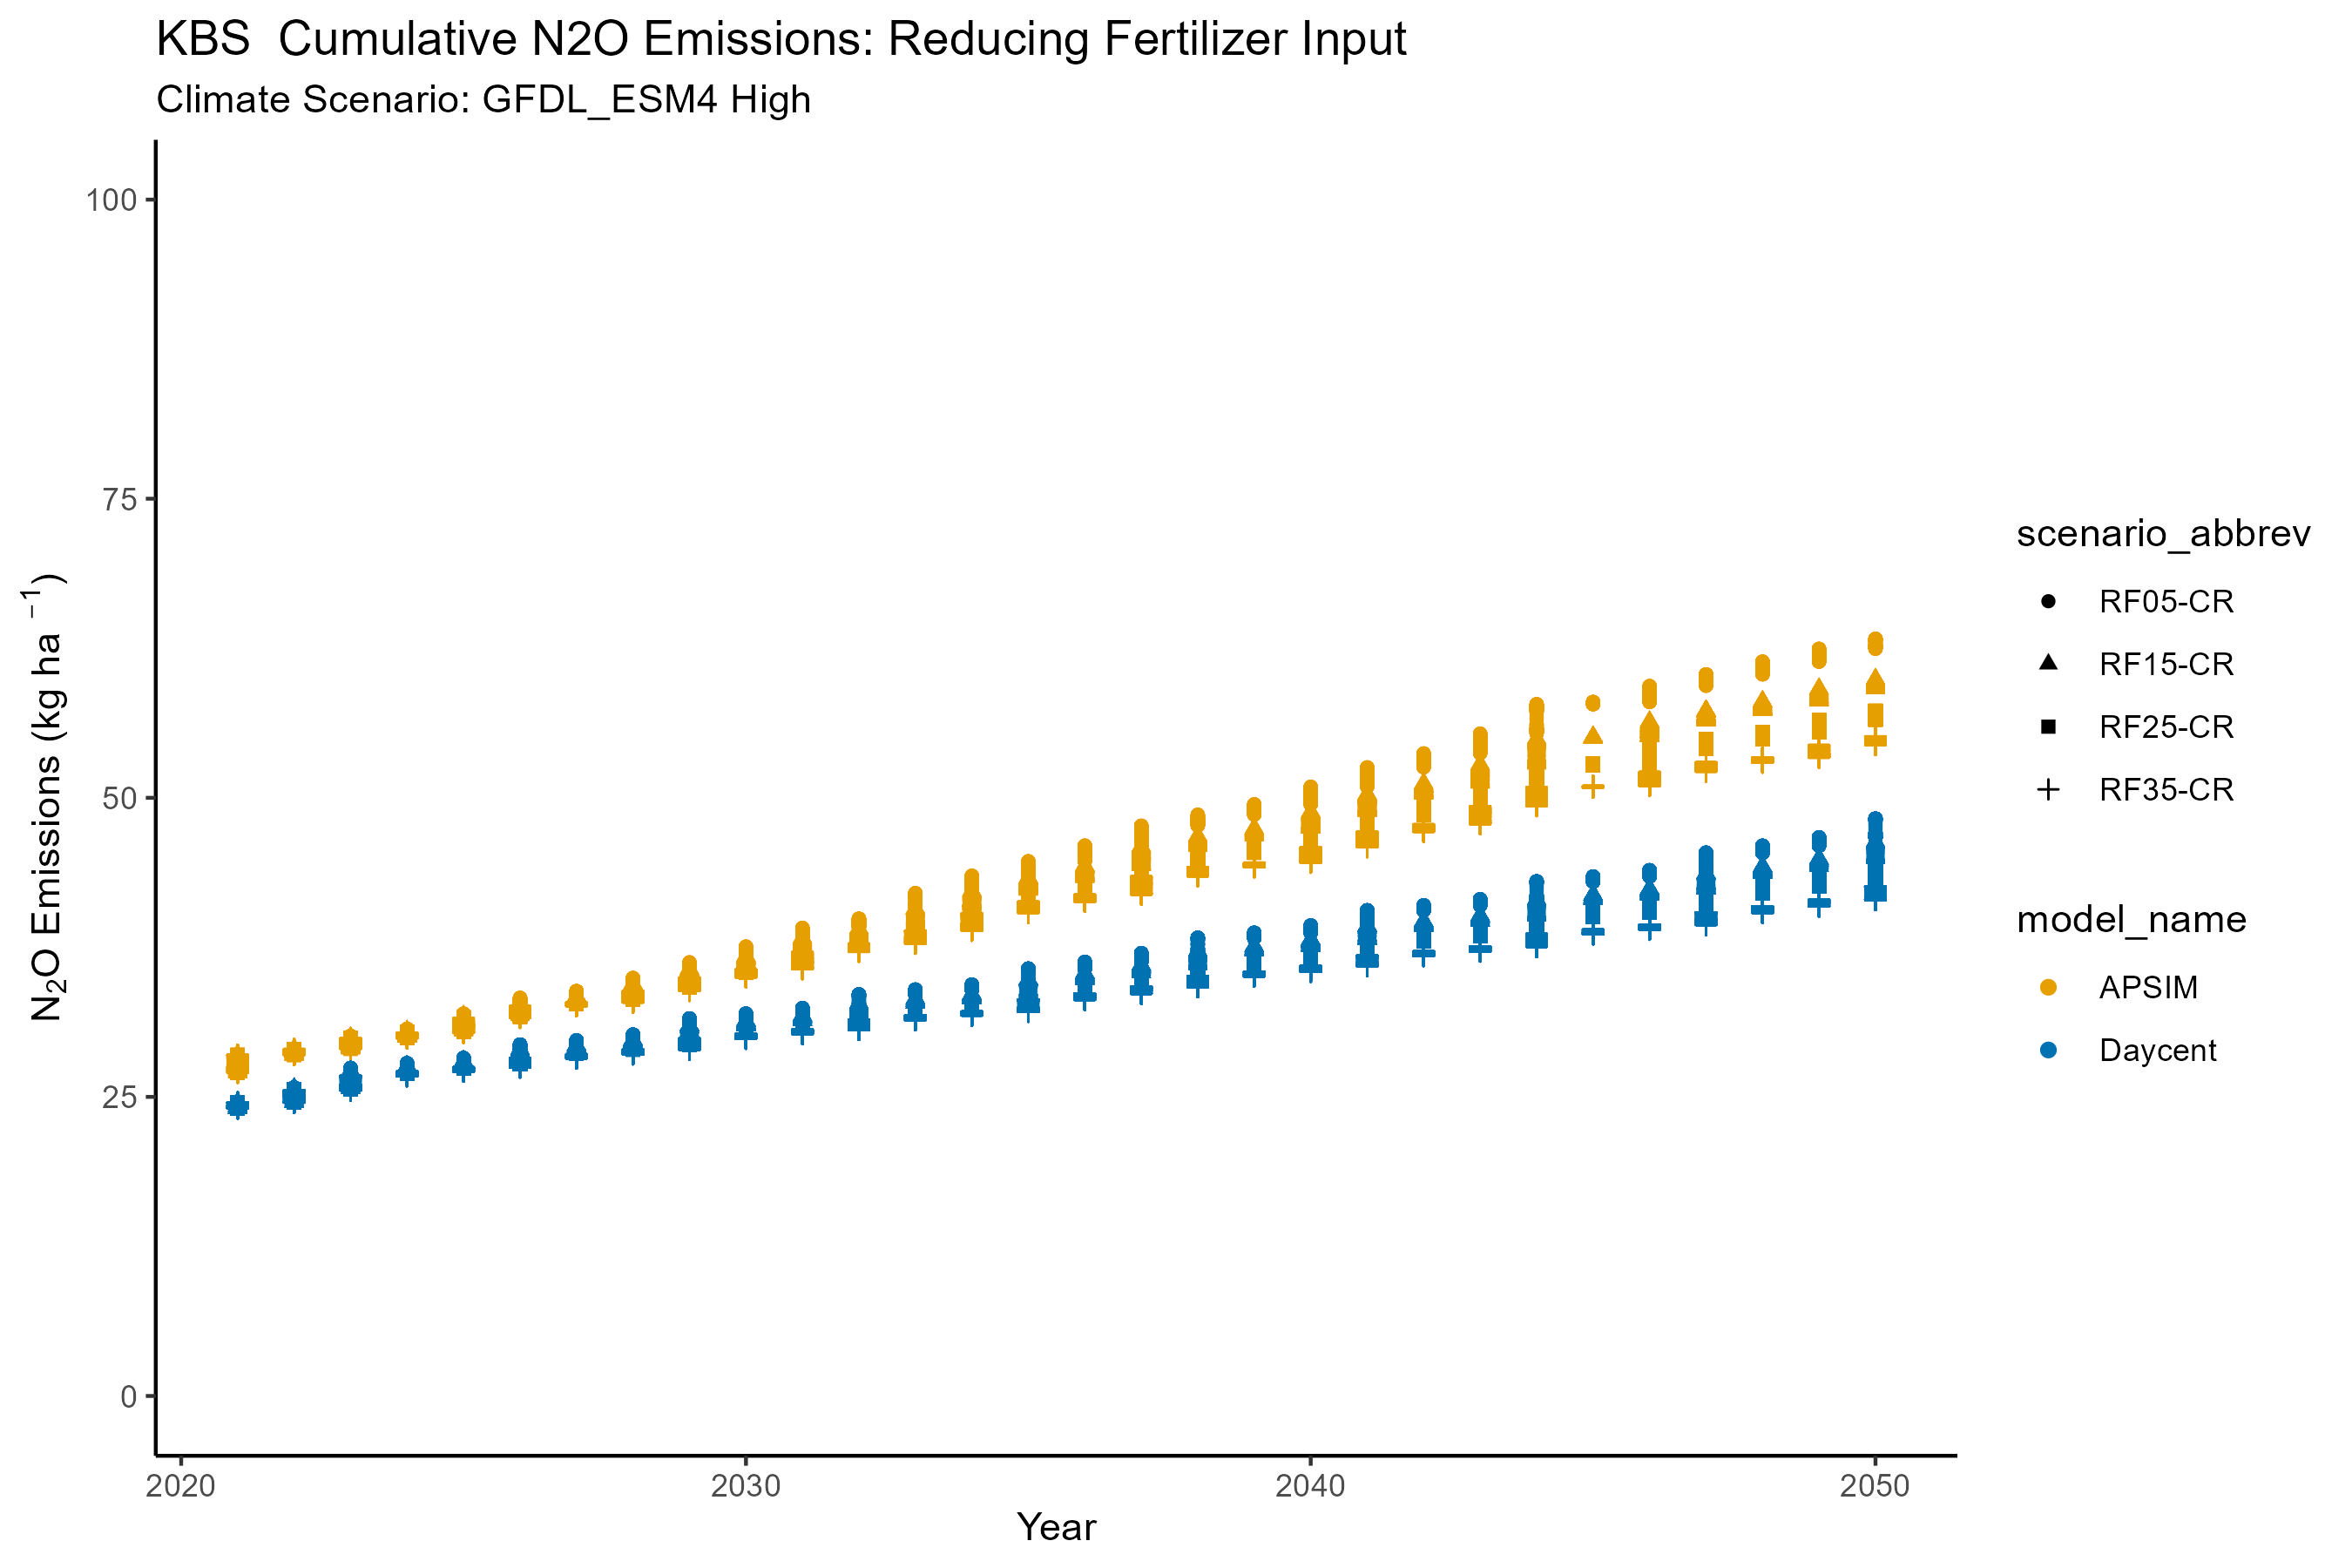 KBS  Cumulative N2O Emissions: Reducing Fertilizer Input
Climate Scenario: GFDL_ESM4 High
N₂O Emissions (kg ha ⁻¹)
100
75
50
25
0
2020
2030
2040
2050
Year
scenario_abbrev
RF05-CR
RF15-CR
RF25-CR
RF35-CR
model_name
APSIM
Daycent